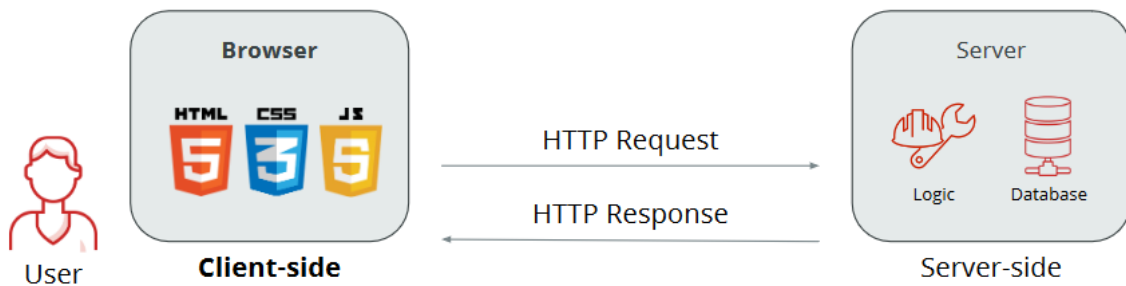 Browser
HTML CSS JS
5 3 5
User
Client-side
HTTP Request
HTTP Response
Server
Logic Database
Server-side